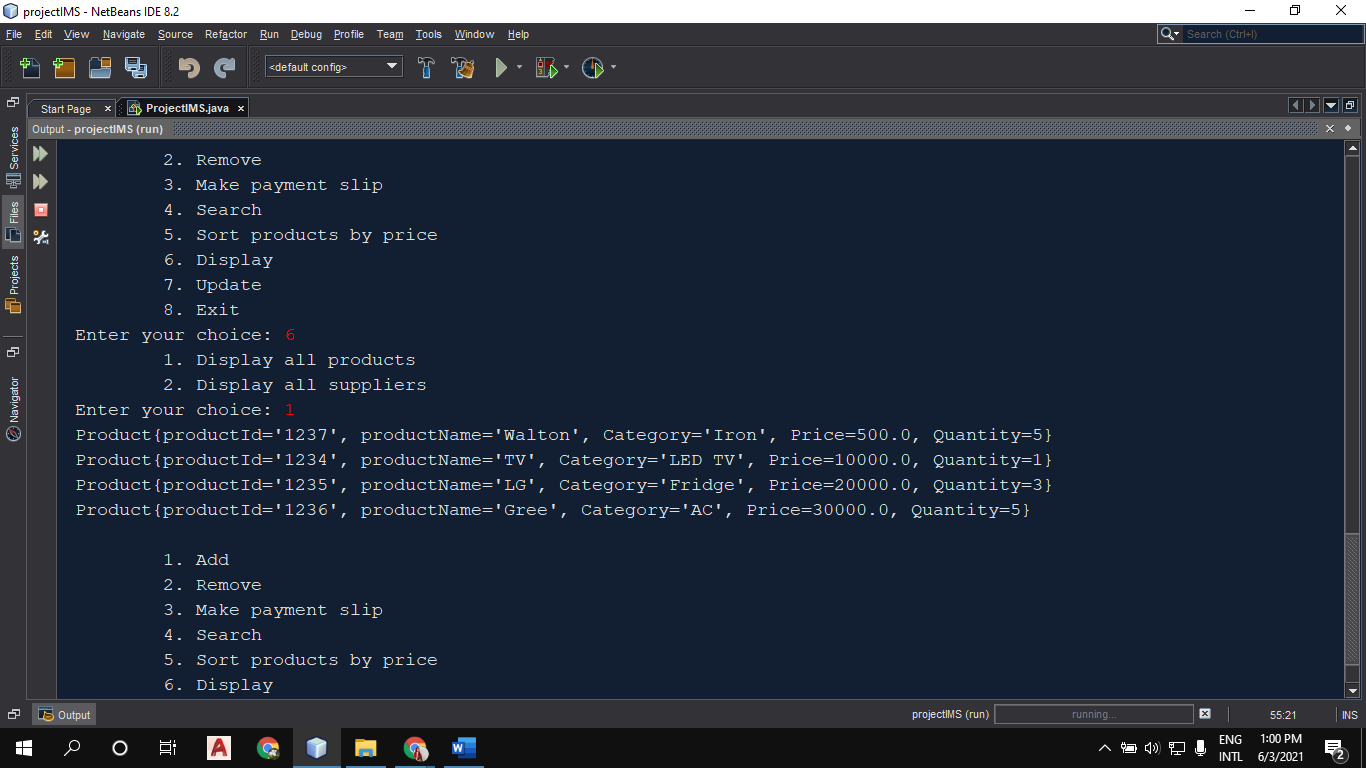 projectIMS - NetBeans IDE 8.2
File Edit View Navigate Source Refactor Run Debug Profile Team Tools Window Help
Search (Ctrl+I)
<default config>
Start Page
ProjectIMS.java
Output - projectIMS (run)
Services
Files
Projects
Navigator
2. Remove
3. Make payment slip
4. Search
5. Sort products by price
6. Display
7. Update
8. Exit
Enter your choice: 6
1. Display all products
2. Display all suppliers
Enter your choice: 1
Product{productId='1237', productName='Walton', Category='Iron', Price=500.0, Quantity=5}
Product{productId='1234', productName='TV', Category='LED TV', Price=10000.0, Quantity=1}
Product{productId='1235', productName='LG', Category='Fridge', Price=20000.0, Quantity=3}
Product{productId='1236', productName='Gree', Category='AC', Price=30000.0, Quantity=5}
1. Add
2. Remove
3. Make payment slip
4. Search
5. Sort products by price
6. Display
Output
projectIMS (run)
running...
55:21
INS
ENG
INTL
1:00 PM
6/3/2021
2